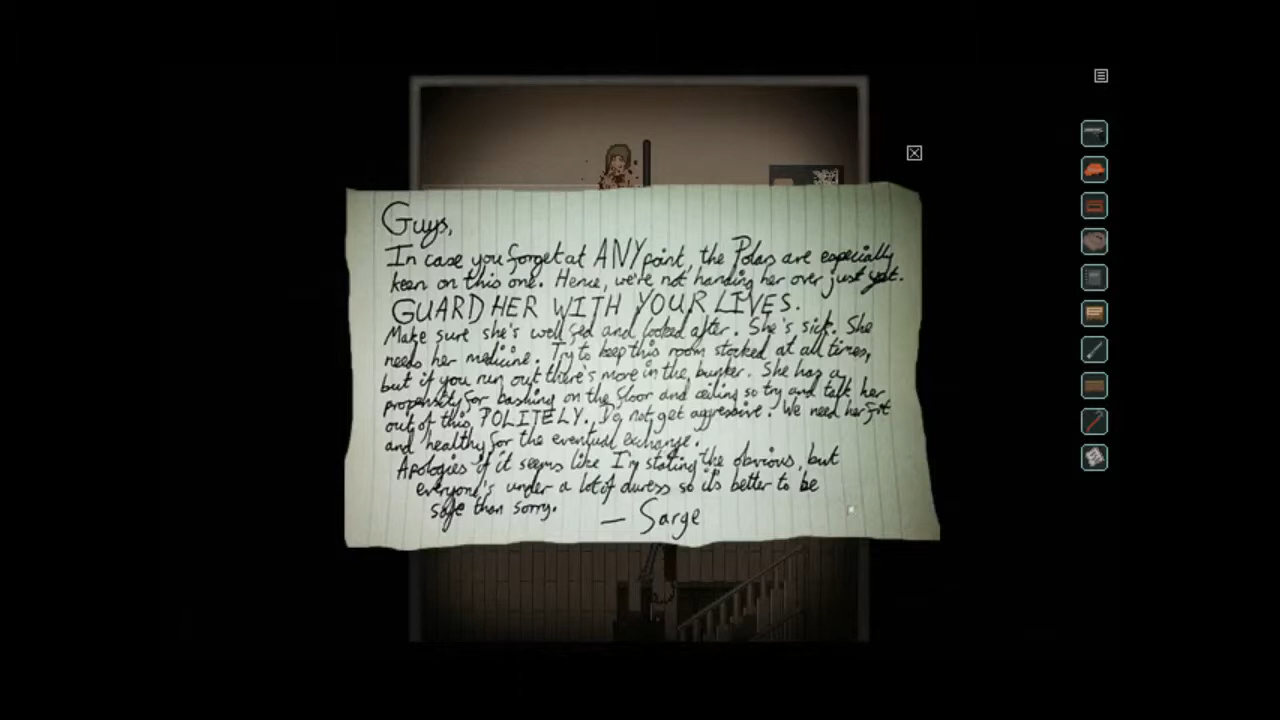 Guys,
In case you forget at ANY point, the Polas are especially
keen on this one. Hence, we're not handing her over just yet.
GUARD HER WITH YOUR LIVES.
Make sure she's well fed and looked after. She's sick. She
needs her medicine. Try to keep this room stocked at all times,
but if you run out there's more in the bunker. She has a
propensity for bashing on the floor and ceiling so try and talk her
out of this POLITELY. Do not get aggressive. We need her fit
and healthy for the eventual exchange.
Apologies if it seems like I'm stating the obvious, but
everyone's under a lot of duress so it's better to be
safe than sorry.
— Sarge